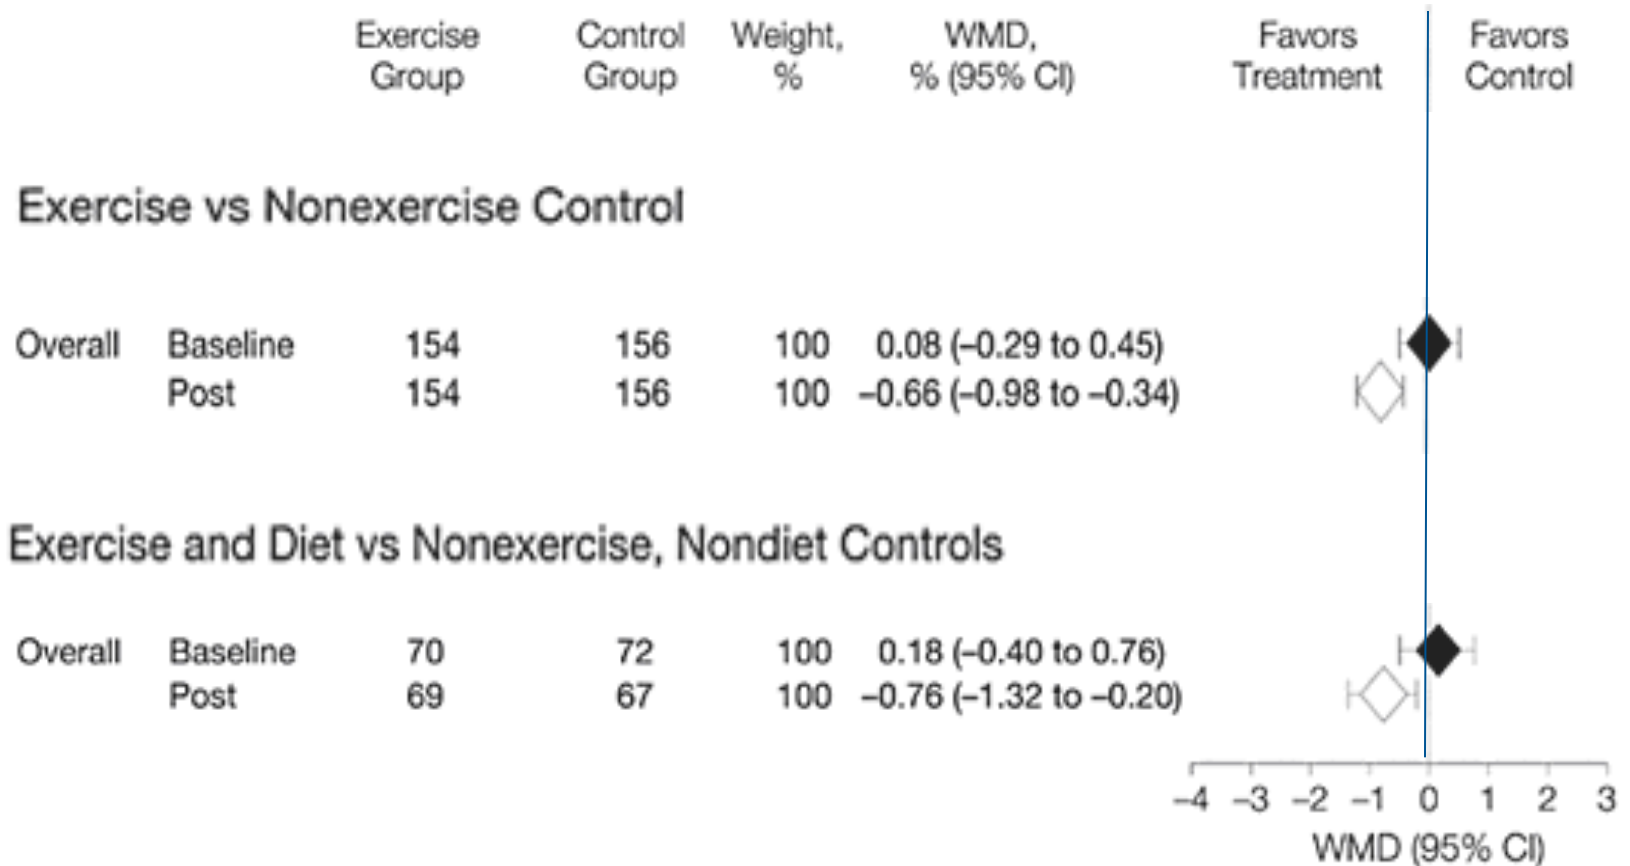 Exercise Control Weight, WMD, Favors Favors
Group Group % % (95% CI) Treatment Control
Exercise vs Nonexercise Control
Overall Baseline 154 156 100 0.08 (–0.29 to 0.45)
Post 154 156 100 –0.66 (–0.98 to –0.34)
Exercise and Diet vs Nonexercise, Nondiet Controls
Overall Baseline 70 72 100 0.18 (–0.40 to 0.76)
Post 69 67 100 –0.76 (–1.32 to –0.20)
–4 –3 –2 –1 0 1 2 3
WMD (95% CI)